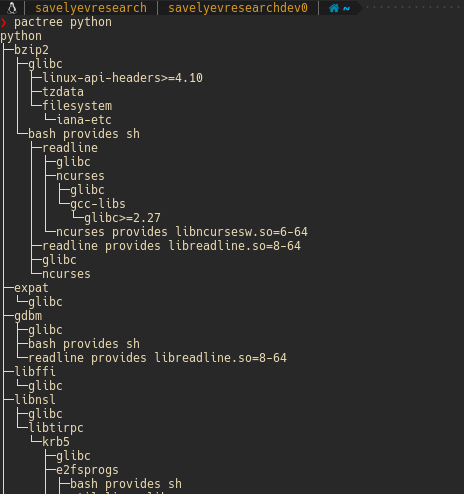 savelyevresearch savelyevresearchdev0 ~
❯ pactree python
python
├─bzip2
│ ├─glibc
│ │ ├─linux-api-headers>=4.10
│ │ ├─tzdata
│ │ └─filesystem
│ │   └─iana-etc
│ └─bash provides sh
│   ├─readline
│   │ ├─glibc
│   │ ├─ncurses
│   │ │ ├─glibc
│   │ │ └─gcc-libs
│   │ │   └─glibc>=2.27
│   │ └─ncurses provides libncursesw.so=6-64
│   ├─readline provides libreadline.so=8-64
│   ├─glibc
│   └─ncurses
├─expat
│ └─glibc
├─gdbm
│ ├─glibc
│ ├─bash provides sh
│ └─readline provides libreadline.so=8-64
├─libffi
│ └─glibc
├─libnsl
│ ├─glibc
│ └─libtirpc
│   └─krb5
│     ├─glibc
│     ├─e2fsprogs
│     │ ├─bash provides sh